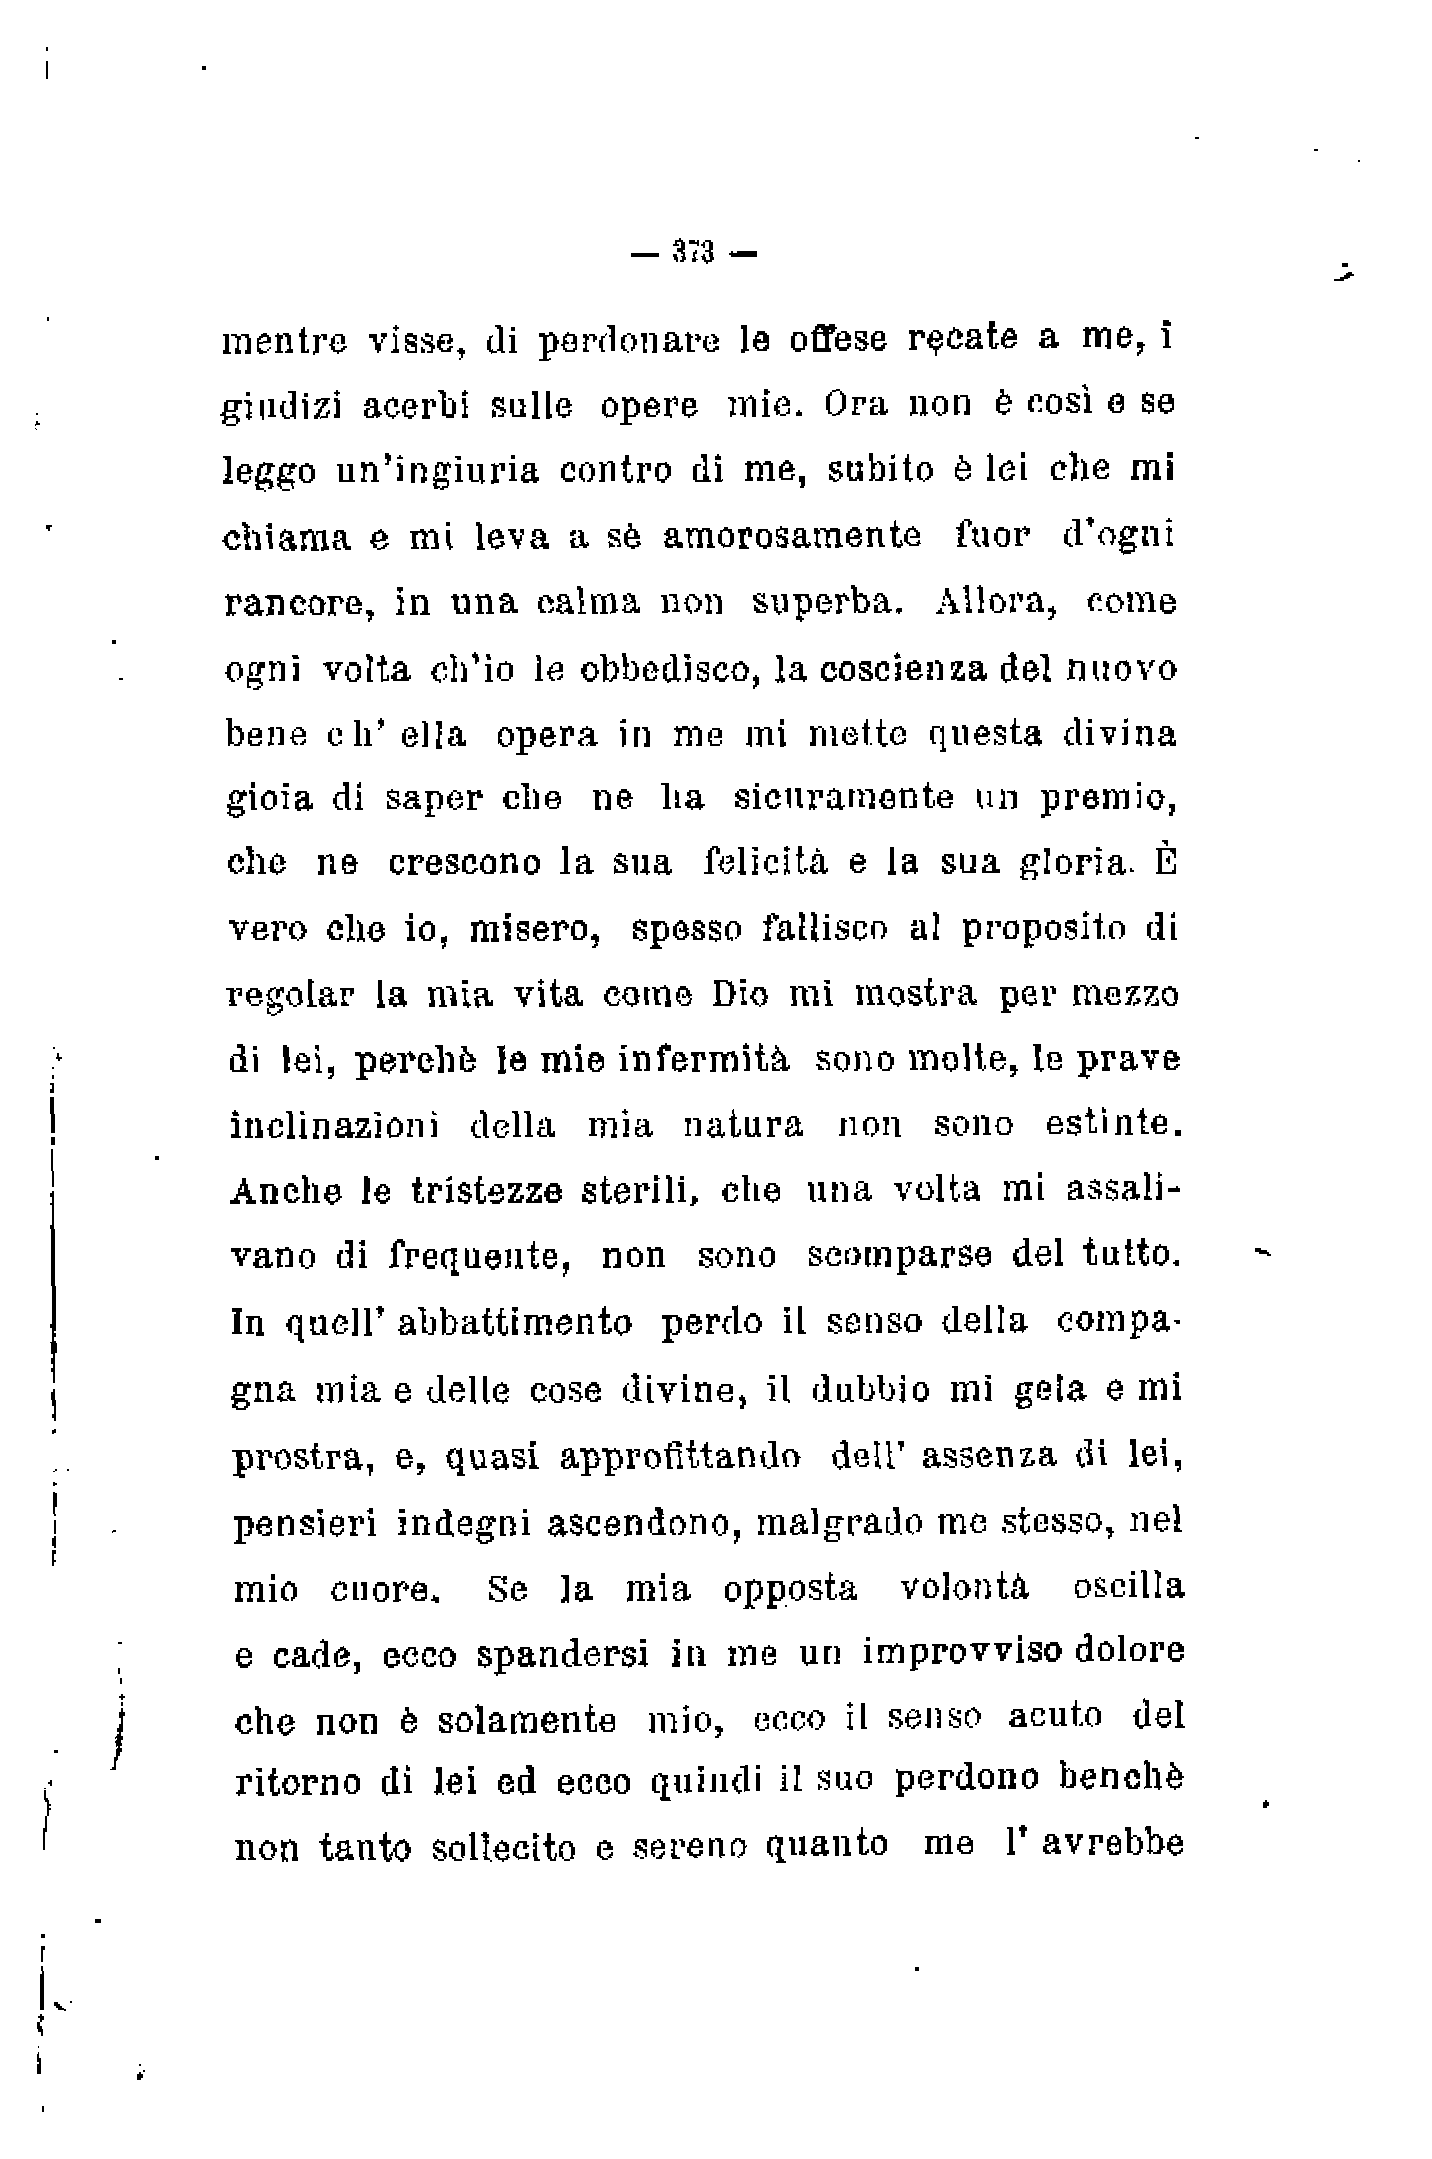 — 373 —
mentre visse, di perdonare le offese recate a me, i
giudizi acerbi sulle opere mie. Ora non è così e se
leggo un'ingiuria contro di me, subito è lei che mi
chiama e mi leva a sè amorosamente fuor d'ogni
rancore, in una calma non superba. Allora, come
ogni volta ch'io le obbedisco, la coscienza del nuovo
bene ch' ella opera in me mi mette questa divina
gioia di saper che ne ha sicuramente un premio,
che ne crescono la sua felicità e la sua gloria. È
vero che io, misero, spesso fallisco al proposito di
regolar la mia vita come Dio mi mostra per mezzo
di lei, perchè le mie infermità sono molte, le prave
inclinazioni della mia natura non sono estinte.
Anche le tristezze sterili, che una volta mi assali-
vano di frequente, non sono scomparse del tutto.
In quell' abbattimento perdo il senso della compa-
gna mia e delle cose divine, il dubbio mi gela e mi
prostra, e, quasi approfittando dell' assenza di lei,
pensieri indegni ascendono, malgrado me stesso, nel
mio cuore. Se la mia opposta volontà oscilla
e cade, ecco spandersi in me un improvviso dolore
che non è solamente mio, ecco il senso acuto del
ritorno di lei ed ecco quindi il suo perdono benchè
non tanto sollecito e sereno quanto me l' avrebbe